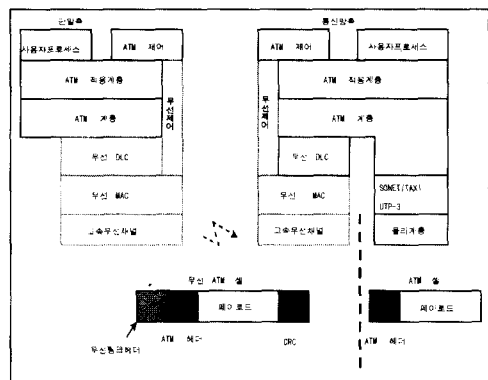 단말측
통신망측
사용자프로세스
ATM 제어
ATM 제어
사용자프로세스
ATM 적응계층
ATM 적응계층
ATM 계층
ATM 계층
무선제어
무선제어
무선 DLC
무선 DLC
무선 MAC
무선 MAC
SONET/TAXI
UTP-3
고속무선채널
고속무선채널
물리계층
무선 ATM 셀
ATM 셀
페이로드
페이로드
ATM 헤더
CRC
ATM 헤더
무선링크헤더